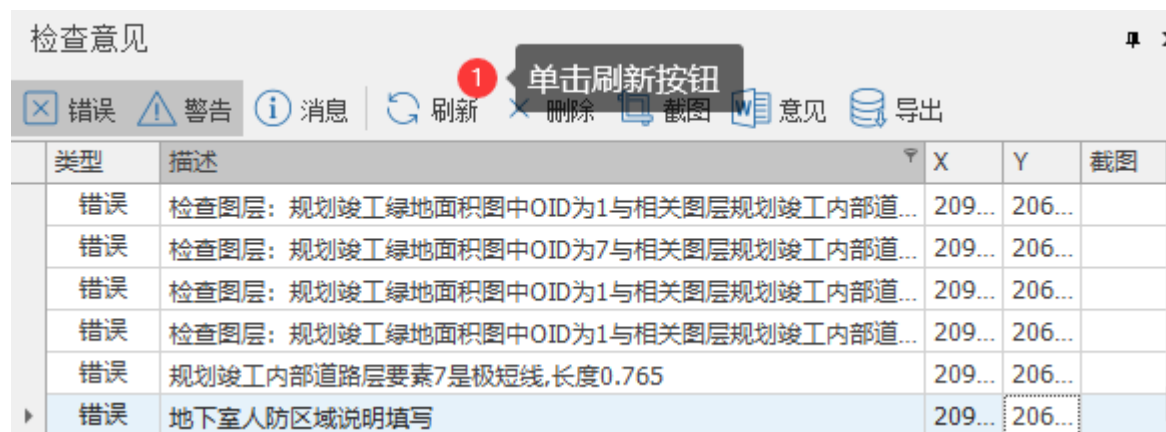 检查意见
1 单击刷新按钮
错误 警告 消息 刷新 删除 截图 意见 导出
类型 描述 X Y 截图
错误 检查图层：规划竣工绿地面积图中OID为1与相关图层规划竣工内部道... 209... 206...
错误 检查图层：规划竣工绿地面积图中OID为7与相关图层规划竣工内部道... 209... 206...
错误 检查图层：规划竣工绿地面积图中OID为1与相关图层规划竣工内部道... 209... 206...
错误 检查图层：规划竣工绿地面积图中OID为1与相关图层规划竣工内部道... 209... 206...
错误 规划竣工内部道路层要素7是极短线,长度0.765 209... 206...
错误 地下室人防区域说明填写 209... 206...